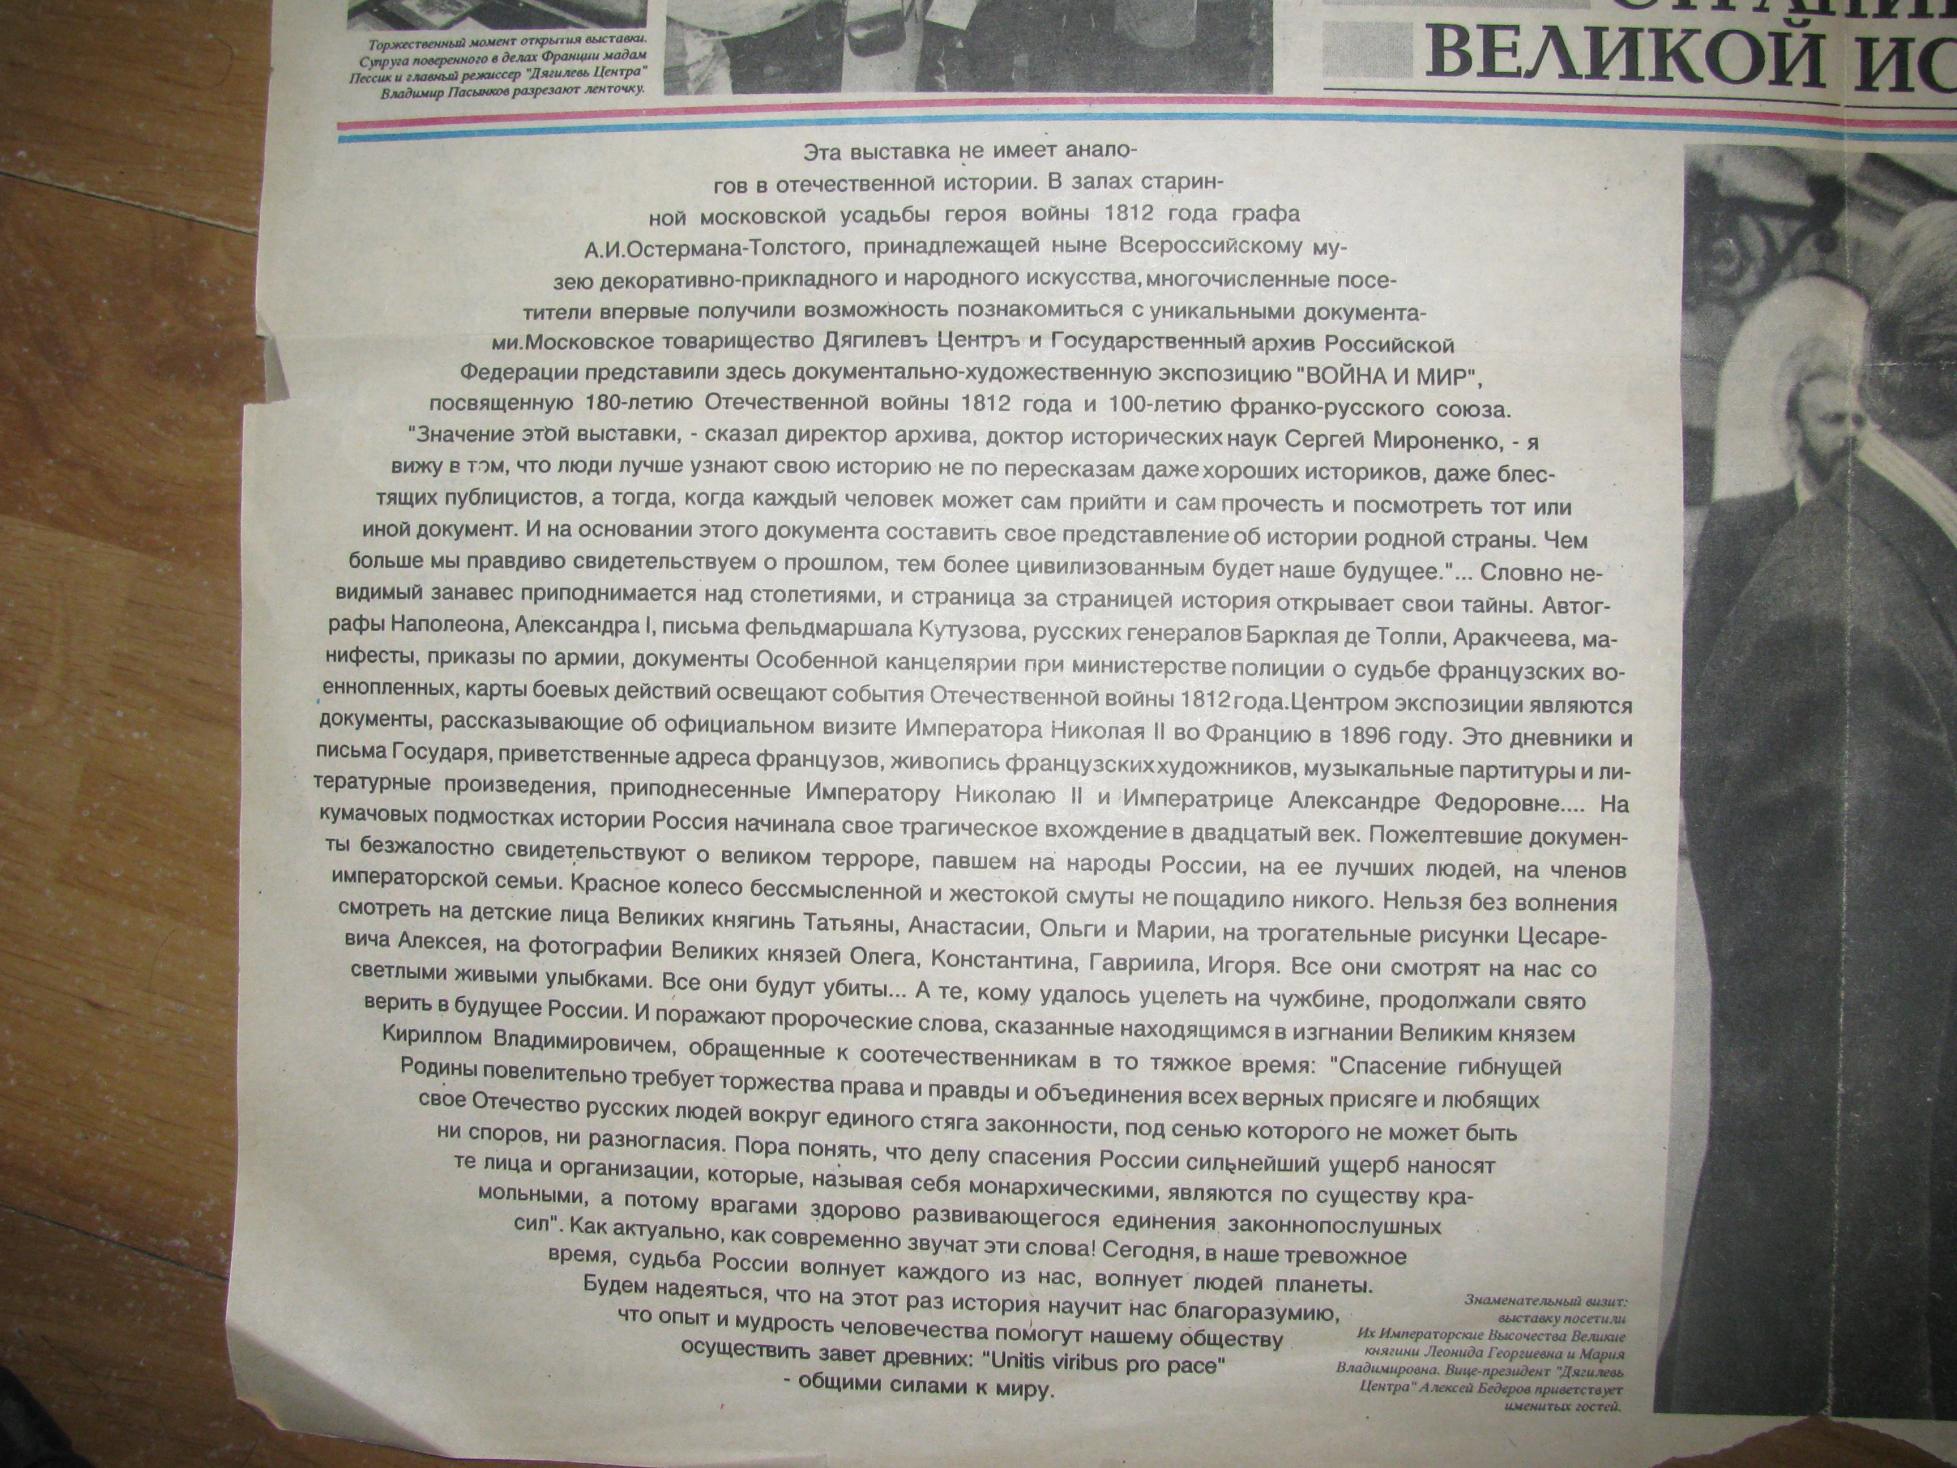 Торжественный момент открытия выставки.
Супруга поверенного в делах Франции мадам
Пессик и главный режиссер "Дягилевъ Центра"
Владимир Пасынков разрезают ленточку.
ВЕЛИКОЙ ИС
Эта выставка не имеет анало-
гов в отечественной истории. В залах старин-
ной московской усадьбы героя войны 1812 года графа
А.И.Остермана-Толстого, принадлежащей ныне Всероссийскому му-
зею декоративно-прикладного и народного искусства, многочисленные посе-
тители впервые получили возможность познакомиться с уникальными документа-
ми.Московское товарищество Дягилевъ Центръ и Государственный архив Российской
Федерации представили здесь документально-художественную экспозицию "ВОЙНА И МИР",
посвященную 180-летию Отечественной войны 1812 года и 100-летию франко-русского союза.
"Значение этой выставки, - сказал директор архива, доктор исторических наук Сергей Мироненко, - я
вижу в том, что люди лучше узнают свою историю не по пересказам даже хороших историков, даже блес-
тящих публицистов, а тогда, когда каждый человек может сам прийти и сам прочесть и посмотреть тот или
иной документ. И на основании этого документа составить свое представление об истории родной страны. Чем
больше мы правдиво свидетельствуем о прошлом, тем более цивилизованным будет наше будущее."... Словно не-
видимый занавес приподнимается над столетиями, и страница за страницей история открывает свои тайны. Автог-
рафы Наполеона, Александра I, письма фельдмаршала Кутузова, русских генералов Барклая де Толли, Аракчеева, ма-
нифесты, приказы по армии, документы Особенной канцелярии при министерстве полиции о судьбе французских во-
еннопленных, карты боевых действий освещают события Отечественной войны 1812 года.Центром экспозиции являются
документы, рассказывающие об официальном визите Императора Николая II во Францию в 1896 году. Это дневники и
письма Государя, приветственные адреса французов, живопись французских художников, музыкальные партитуры и ли-
тературные произведения, приподнесенные Императору Николаю II и Императрице Александре Федоровне.... На
кумачовых подмостках истории Россия начинала свое трагическое вхождение в двадцатый век. Пожелтевшие докумен-
ты безжалостно свидетельствуют о великом терроре, павшем на народы России, на ее лучших людей, на членов
императорской семьи. Красное колесо бессмысленной и жестокой смуты не пощадило никого. Нельзя без волнения
смотреть на детские лица Великих княгинь Татьяны, Анастасии, Ольги и Марии, на трогательные рисунки Цесаре-
вича Алексея, на фотографии Великих князей Олега, Константина, Гавриила, Игоря. Все они смотрят на нас со
светлыми живыми улыбками. Все они будут убиты... А те, кому удалось уцелеть на чужбине, продолжали свято
верить в будущее России. И поражают пророческие слова, сказанные находящимся в изгнании Великим князем
Кириллом Владимировичем, обращенные к соотечественникам в то тяжкое время: "Спасение гибнущей
Родины повелительно требует торжества права и правды и объединения всех верных присяге и любящих
свое Отечество русских людей вокруг единого стяга законности, под сенью которого не может быть
ни споров, ни разногласия. Пора понять, что делу спасения России сильнейший ущерб наносят
те лица и организации, которые, называя себя монархическими, являются по существу кра-
мольными, а потому врагами здорово развивающегося единения законнопослушных
сил". Как актуально, как современно звучат эти слова! Сегодня, в наше тревожное
время, судьба России волнует каждого из нас, волнует людей планеты.
Будем надеяться, что на этот раз история научит нас благоразумию,
что опыт и мудрость человечества помогут нашему обществу
осуществить завет древних: "Unitis viribus pro pace"
- общими силами к миру.
Знаменательный визит:
выставку посетили
Их Императорские Высочества Великие
княгини Леонида Георгиевна и Мария
Владимировна. Вице-президент "Дягилевъ
Центра" Алексей Бедеров приветствует
именитых гостей.